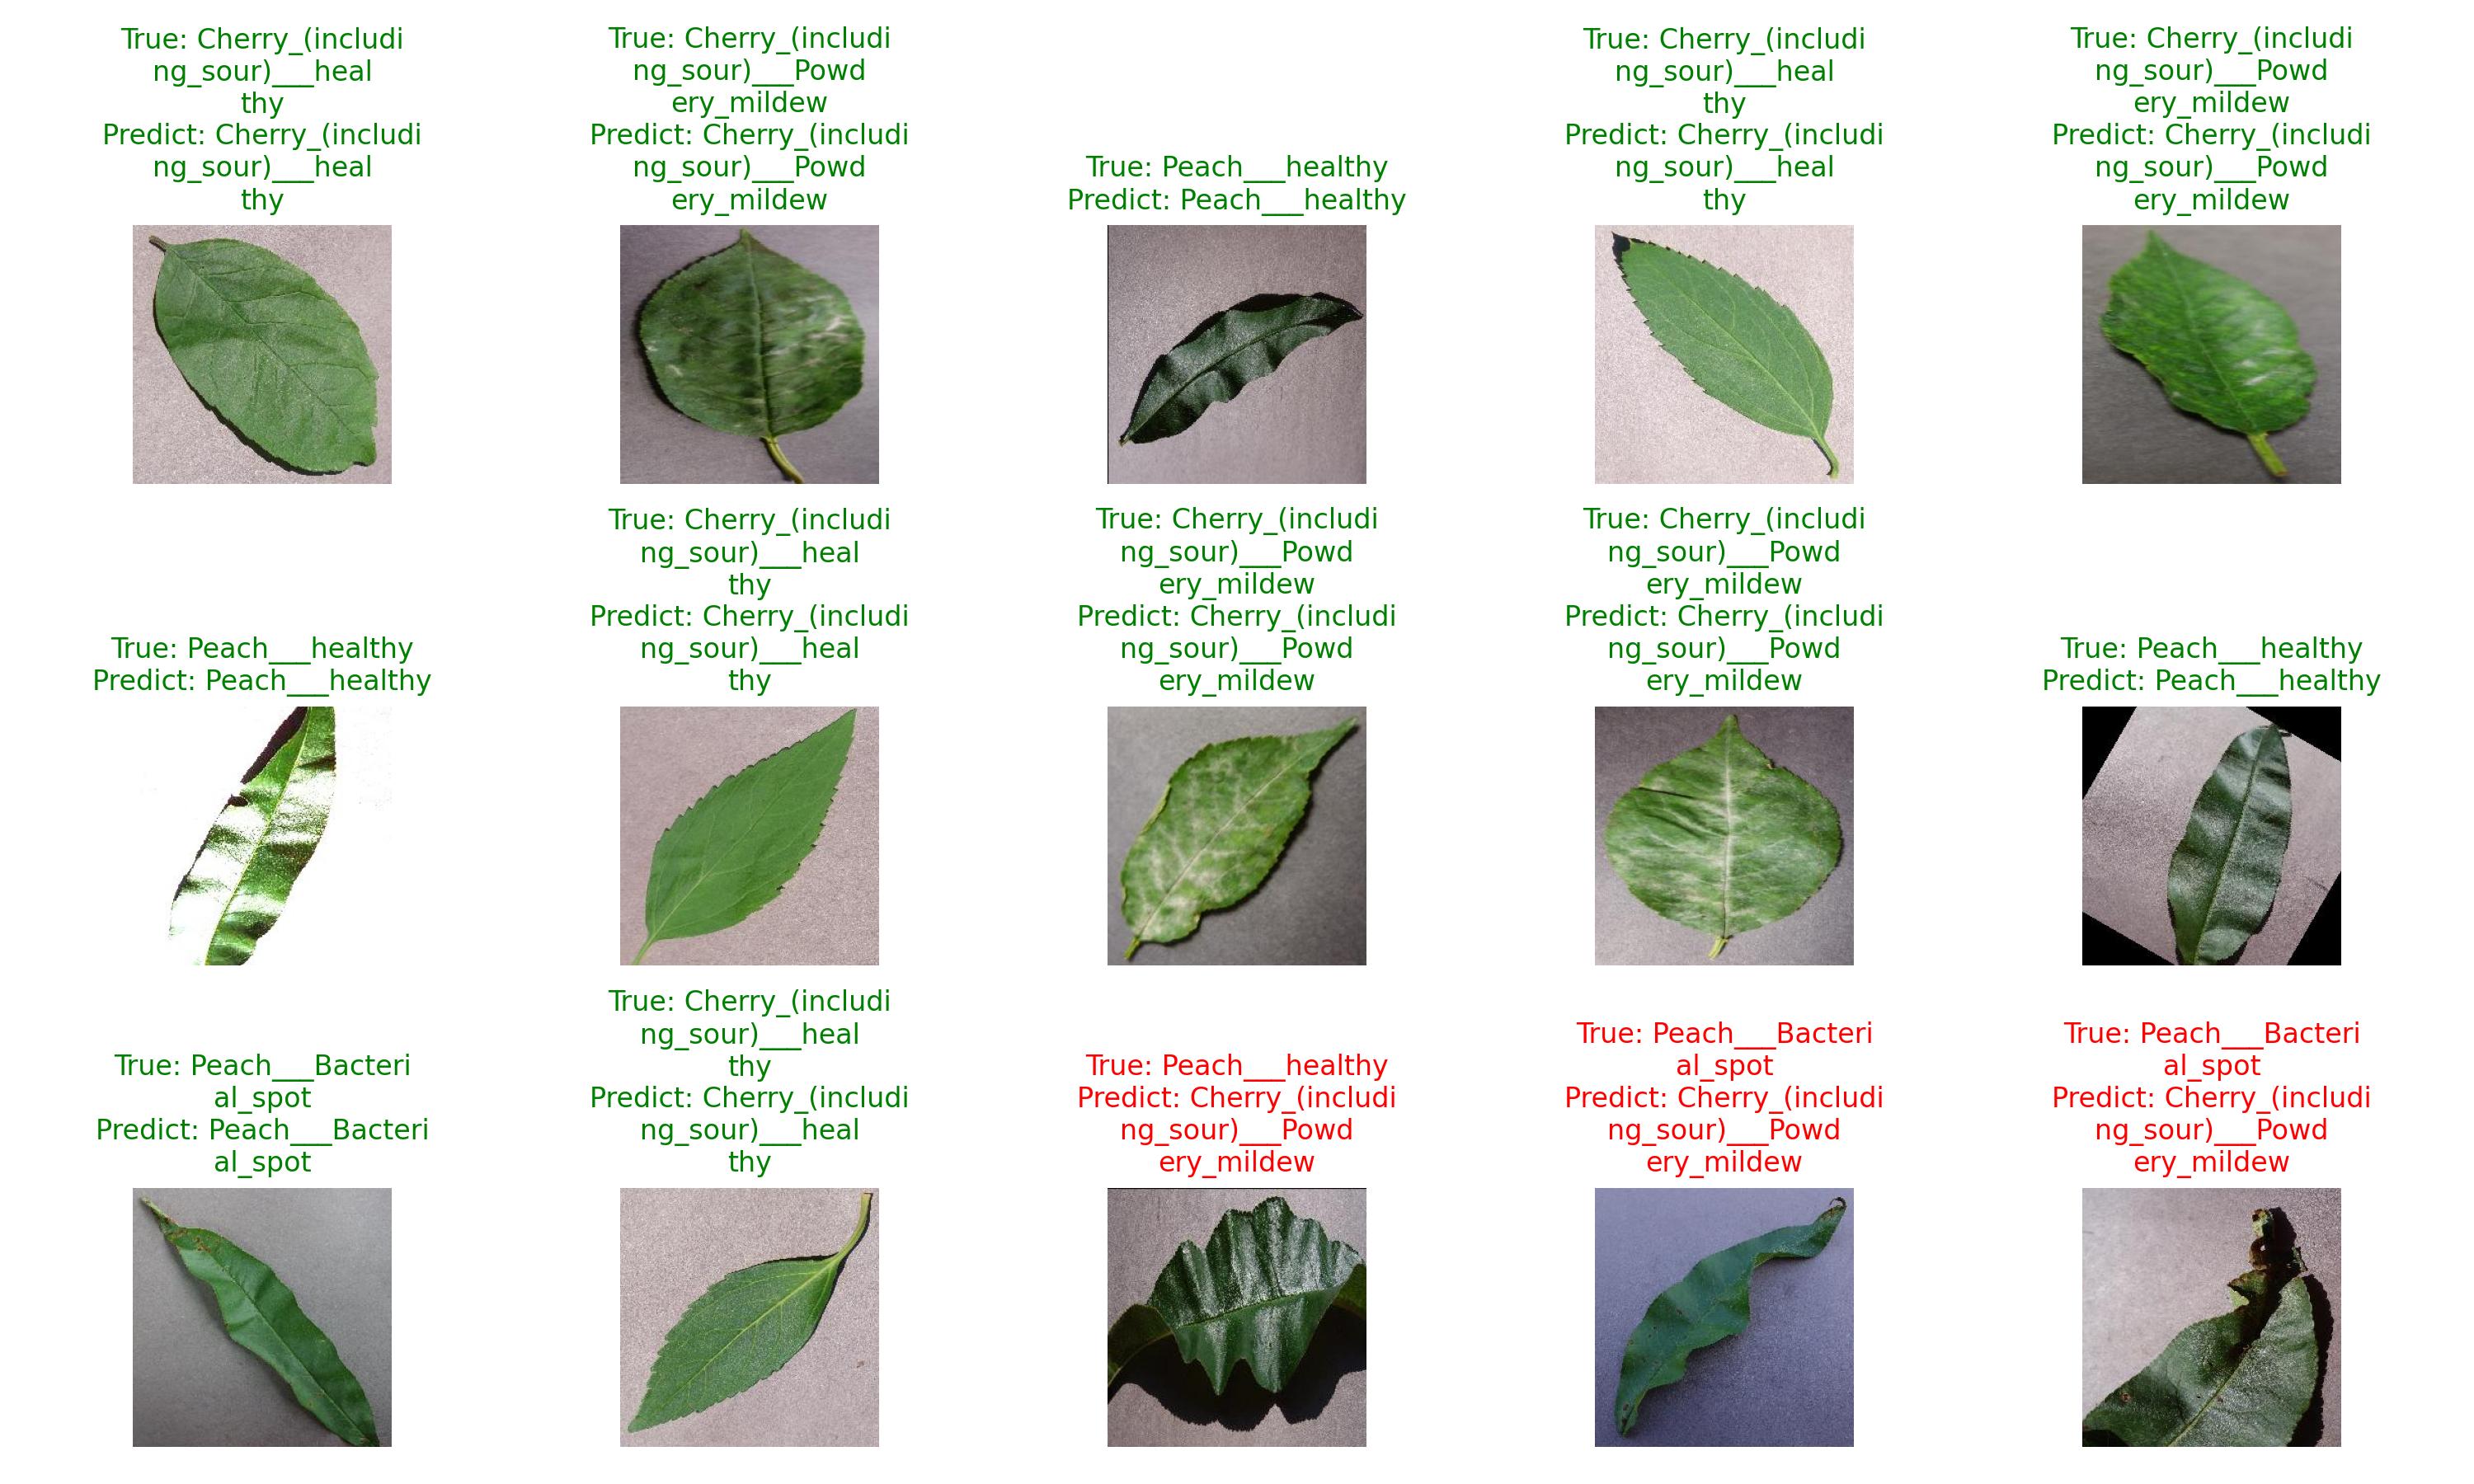 True: Cherry_(includi
ng_sour)___heal
thy
Predict: Cherry_(includi
ng_sour)___heal
thy
True: Cherry_(includi
ng_sour)___Powd
ery_mildew
Predict: Cherry_(includi
ng_sour)___Powd
ery_mildew
True: Peach___healthy
Predict: Peach___healthy
True: Cherry_(includi
ng_sour)___heal
thy
Predict: Cherry_(includi
ng_sour)___heal
thy
True: Cherry_(includi
ng_sour)___Powd
ery_mildew
Predict: Cherry_(includi
ng_sour)___Powd
ery_mildew
True: Peach___healthy
Predict: Peach___healthy
True: Cherry_(includi
ng_sour)___heal
thy
Predict: Cherry_(includi
ng_sour)___heal
thy
True: Cherry_(includi
ng_sour)___Powd
ery_mildew
Predict: Cherry_(includi
ng_sour)___Powd
ery_mildew
True: Cherry_(includi
ng_sour)___Powd
ery_mildew
Predict: Cherry_(includi
ng_sour)___Powd
ery_mildew
True: Peach___healthy
Predict: Peach___healthy
True: Peach___Bacteri
al_spot
Predict: Peach___Bacteri
al_spot
True: Cherry_(includi
ng_sour)___heal
thy
Predict: Cherry_(includi
ng_sour)___heal
thy
True: Peach___healthy
Predict: Cherry_(includi
ng_sour)___Powd
ery_mildew
True: Peach___Bacteri
al_spot
Predict: Cherry_(includi
ng_sour)___Powd
ery_mildew
True: Peach___Bacteri
al_spot
Predict: Cherry_(includi
ng_sour)___Powd
ery_mildew